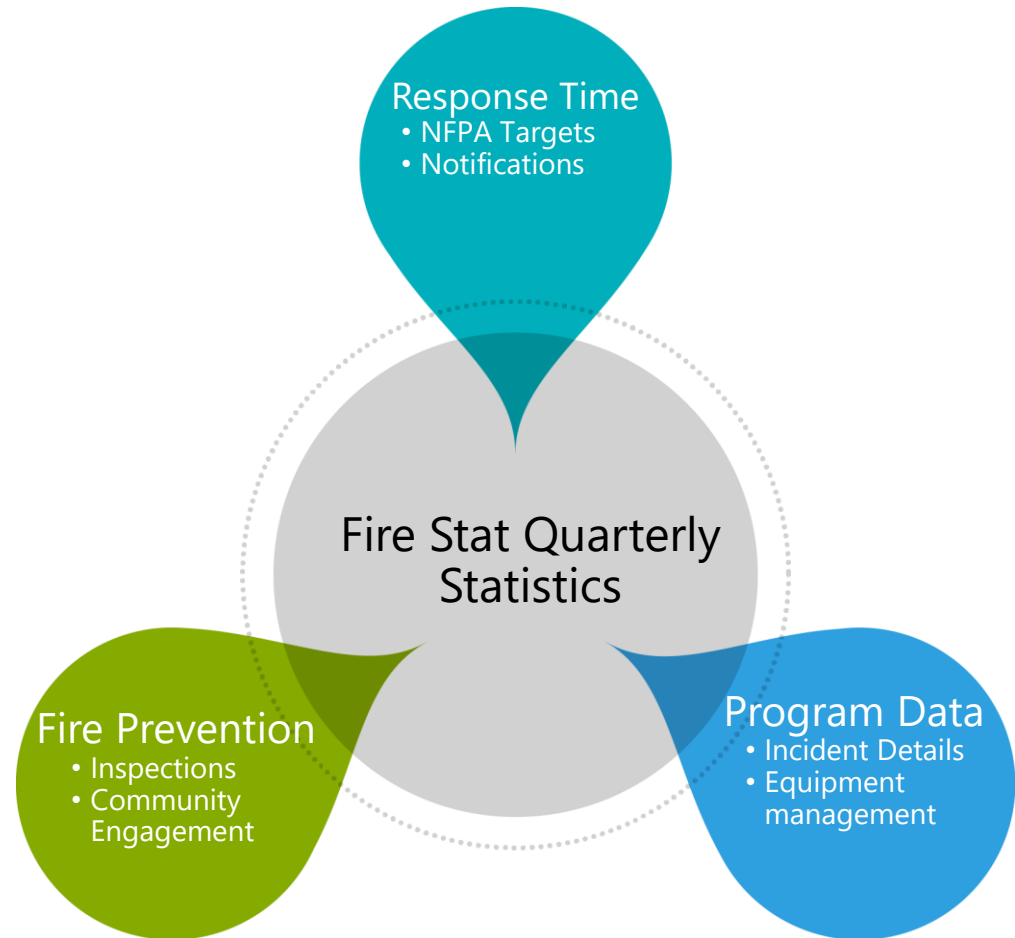 Response Time
• NFPA Targets
• Notifications
Fire Stat Quarterly
Statistics
Fire Prevention
• Inspections
• Community
Engagement
Program Data
• Incident Details
• Equipment
management